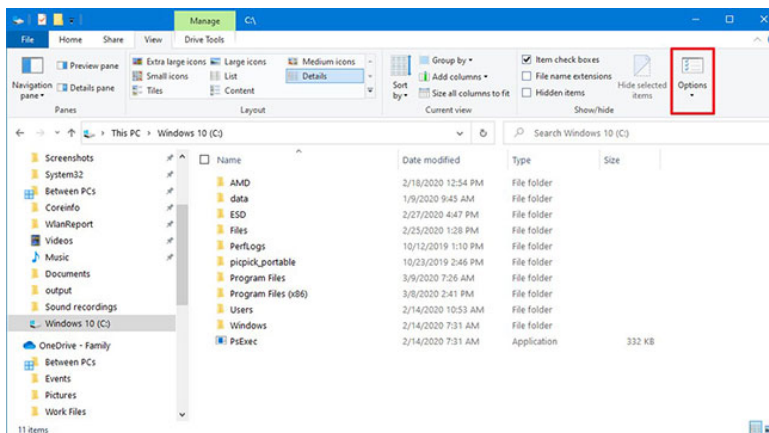 Manage
C:\
File Home Share View Drive Tools
Navigation pane
Preview pane
Details pane
Panes
Extra large icons Large icons Medium icons
Small icons List Details
Tiles Content
Layout
Sort by
Group by
Add columns
Size all columns to fit
Current view
Item check boxes
File name extensions
Hidden items
Hide selected items
Show/hide
Options
This PC Windows 10 (C:)
Search Windows 10 (C:)
Screenshots
System32
Between PCs
Coreinfo
WlanReport
Videos
Music
Documents
output
Sound recordings
Windows 10 (C:)
OneDrive - Family
Between PCs
Events
Pictures
Work Files
Name Date modified Type Size
AMD 2/18/2020 12:54 PM File folder
data 1/9/2020 9:45 AM File folder
ESD 2/27/2020 4:47 PM File folder
Files 2/25/2020 1:28 PM File folder
PerfLogs 10/12/2019 1:10 PM File folder
picpick_portable 10/23/2019 2:46 PM File folder
Program Files 3/9/2020 7:26 AM File folder
Program Files (x86) 3/8/2020 2:41 PM File folder
Users 2/14/2020 10:53 AM File folder
Windows 2/14/2020 7:31 AM File folder
PsExec 2/14/2020 7:31 AM Application 332 KB
11 items